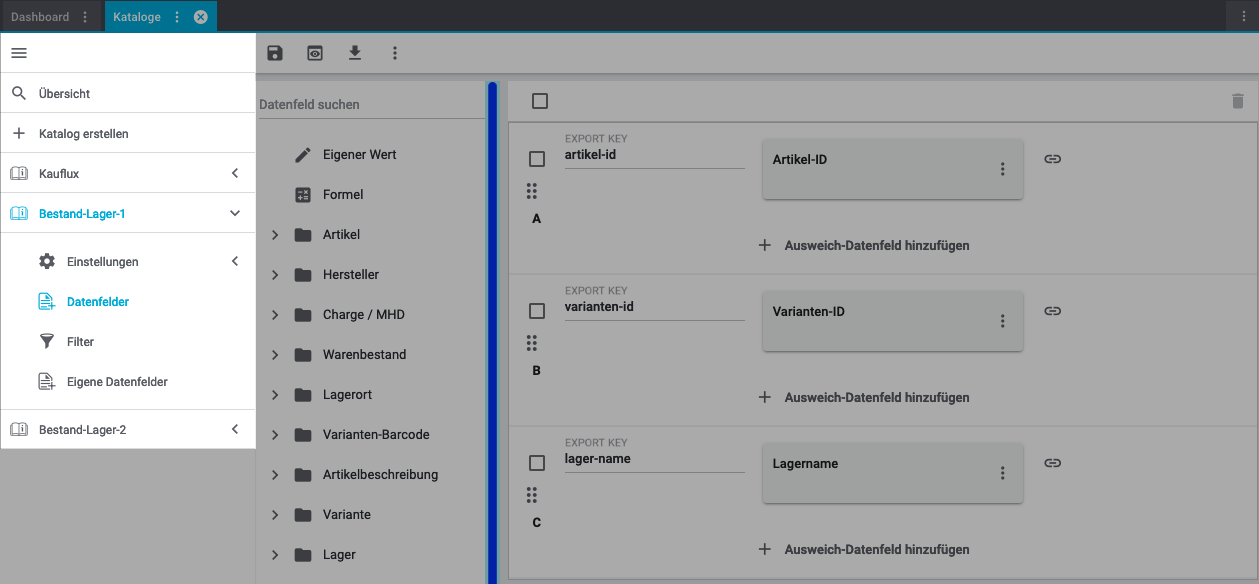 Dashboard
Kataloge
Übersicht
Katalog erstellen
Kauflux
Bestand-Lager-1
Einstellungen
Datenfelder
Filter
Eigene Datenfelder
Bestand-Lager-2
Datenfeld suchen
Eigener Wert
Formel
Artikel
Hersteller
Charge / MHD
Warenbestand
Lagerort
Varianten-Barcode
Artikelbeschreibung
Variante
Lager
EXPORT KEY
artikel-id
Artikel-ID
A
Ausweich-Datenfeld hinzufügen
EXPORT KEY
varianten-id
Varianten-ID
B
Ausweich-Datenfeld hinzufügen
EXPORT KEY
lager-name
Lagername
C
Ausweich-Datenfeld hinzufügen